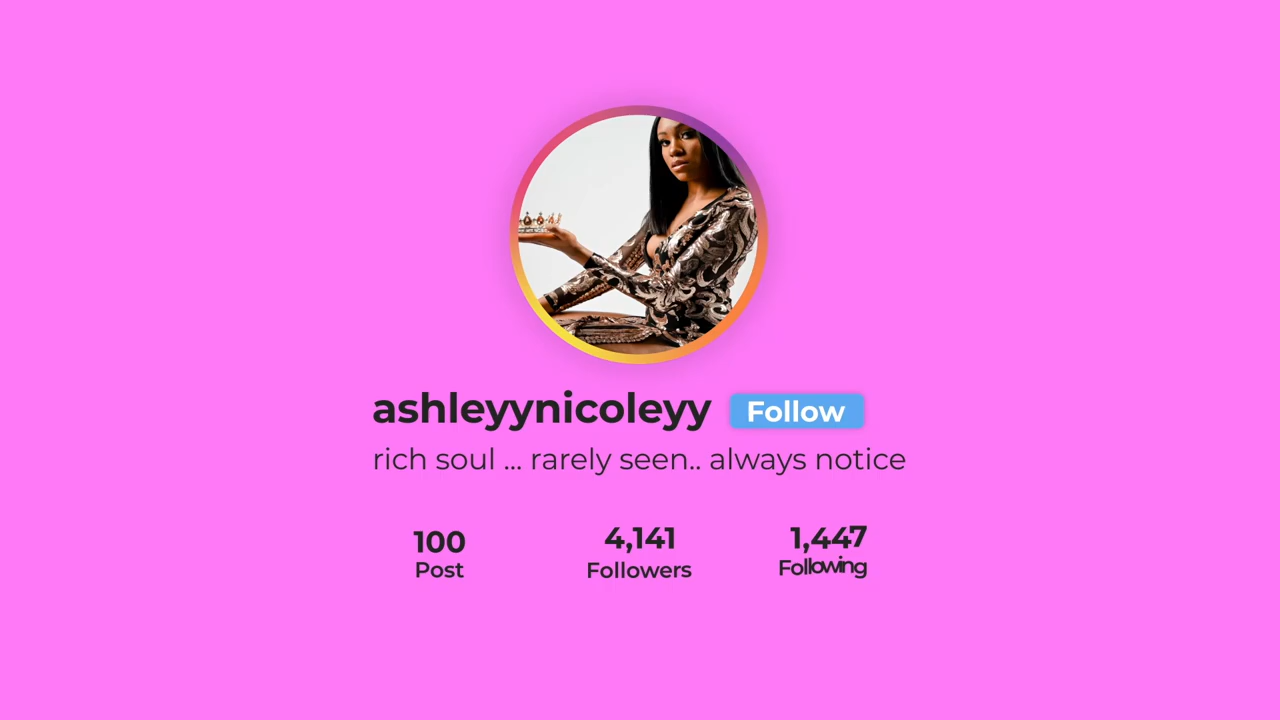 ashleyynicoleyy Follow
rich soul ... rarely seen.. always notice
100 4,141 1,447
Post Followers Following